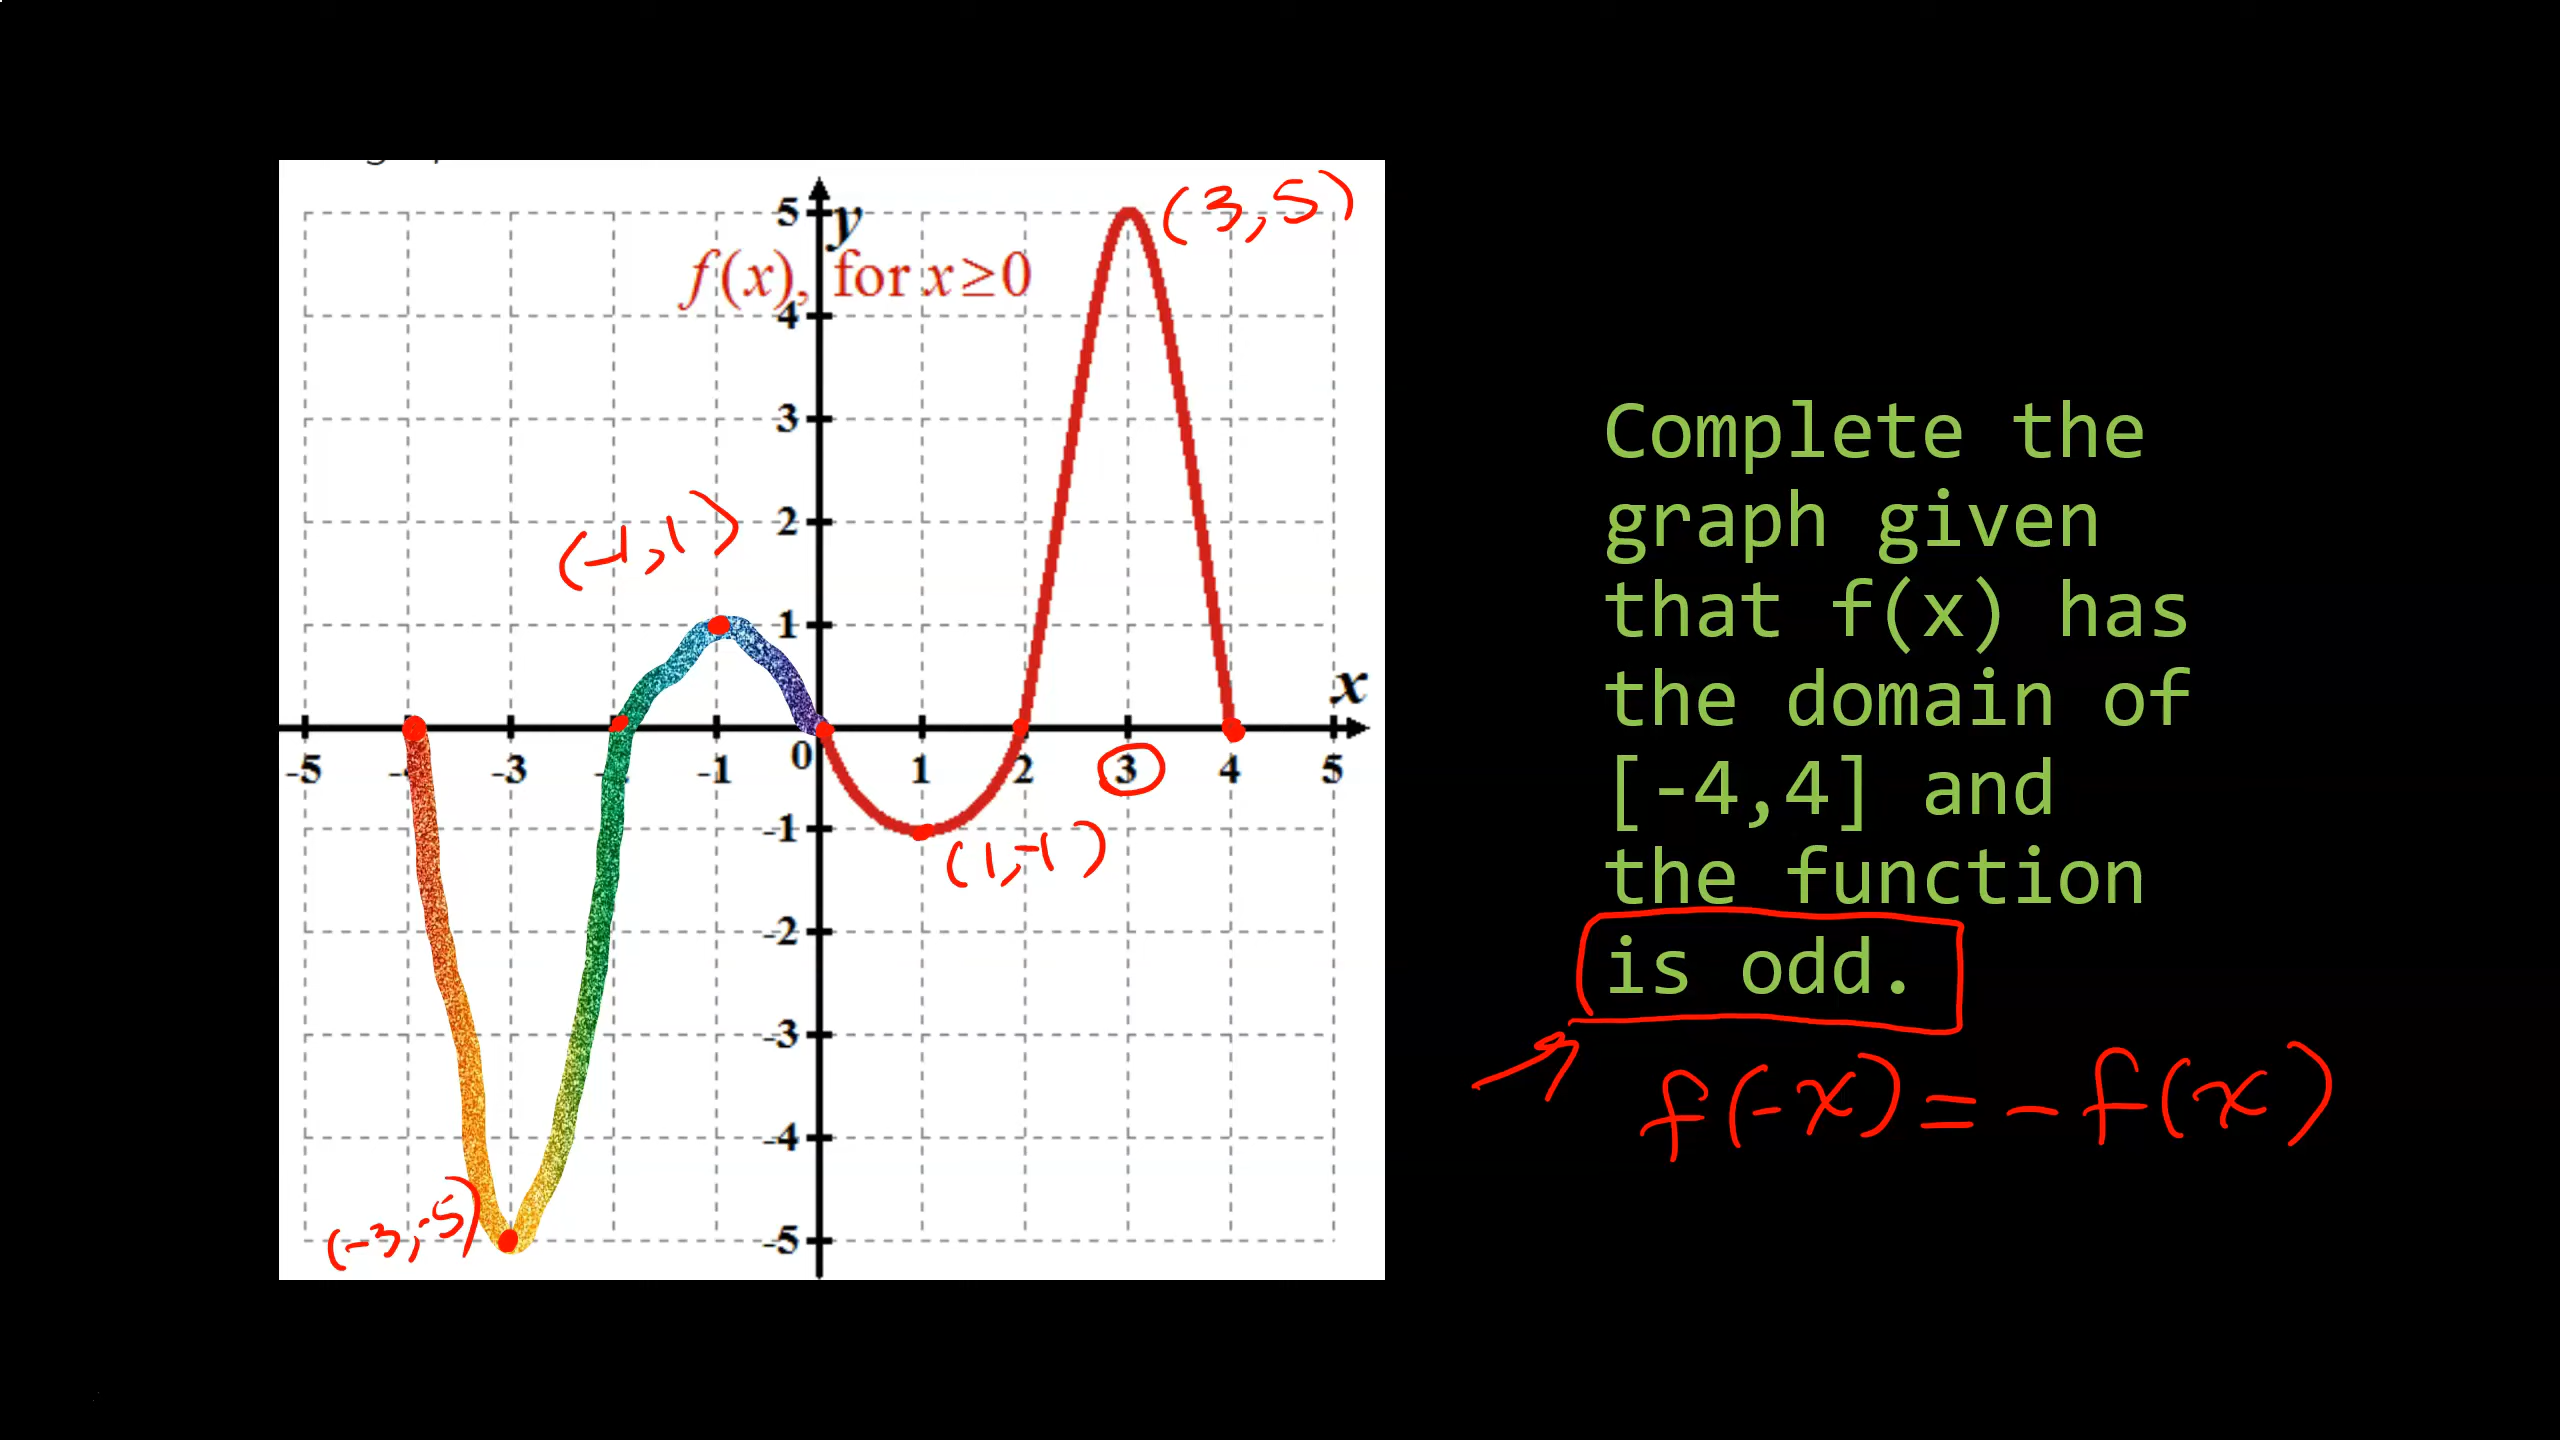 (3,5)
5
y
f(x), for x≥0
4
3
(-1,1)
2
1
x
-5 -3 -1 0 1 2 3 4 5
-1
(1,-1)
-2
-3
-4
(-3,-5)
-5
Complete the
graph given
that f(x) has
the domain of
[-4,4] and
the function
is odd.
f(-x)=-f(x)